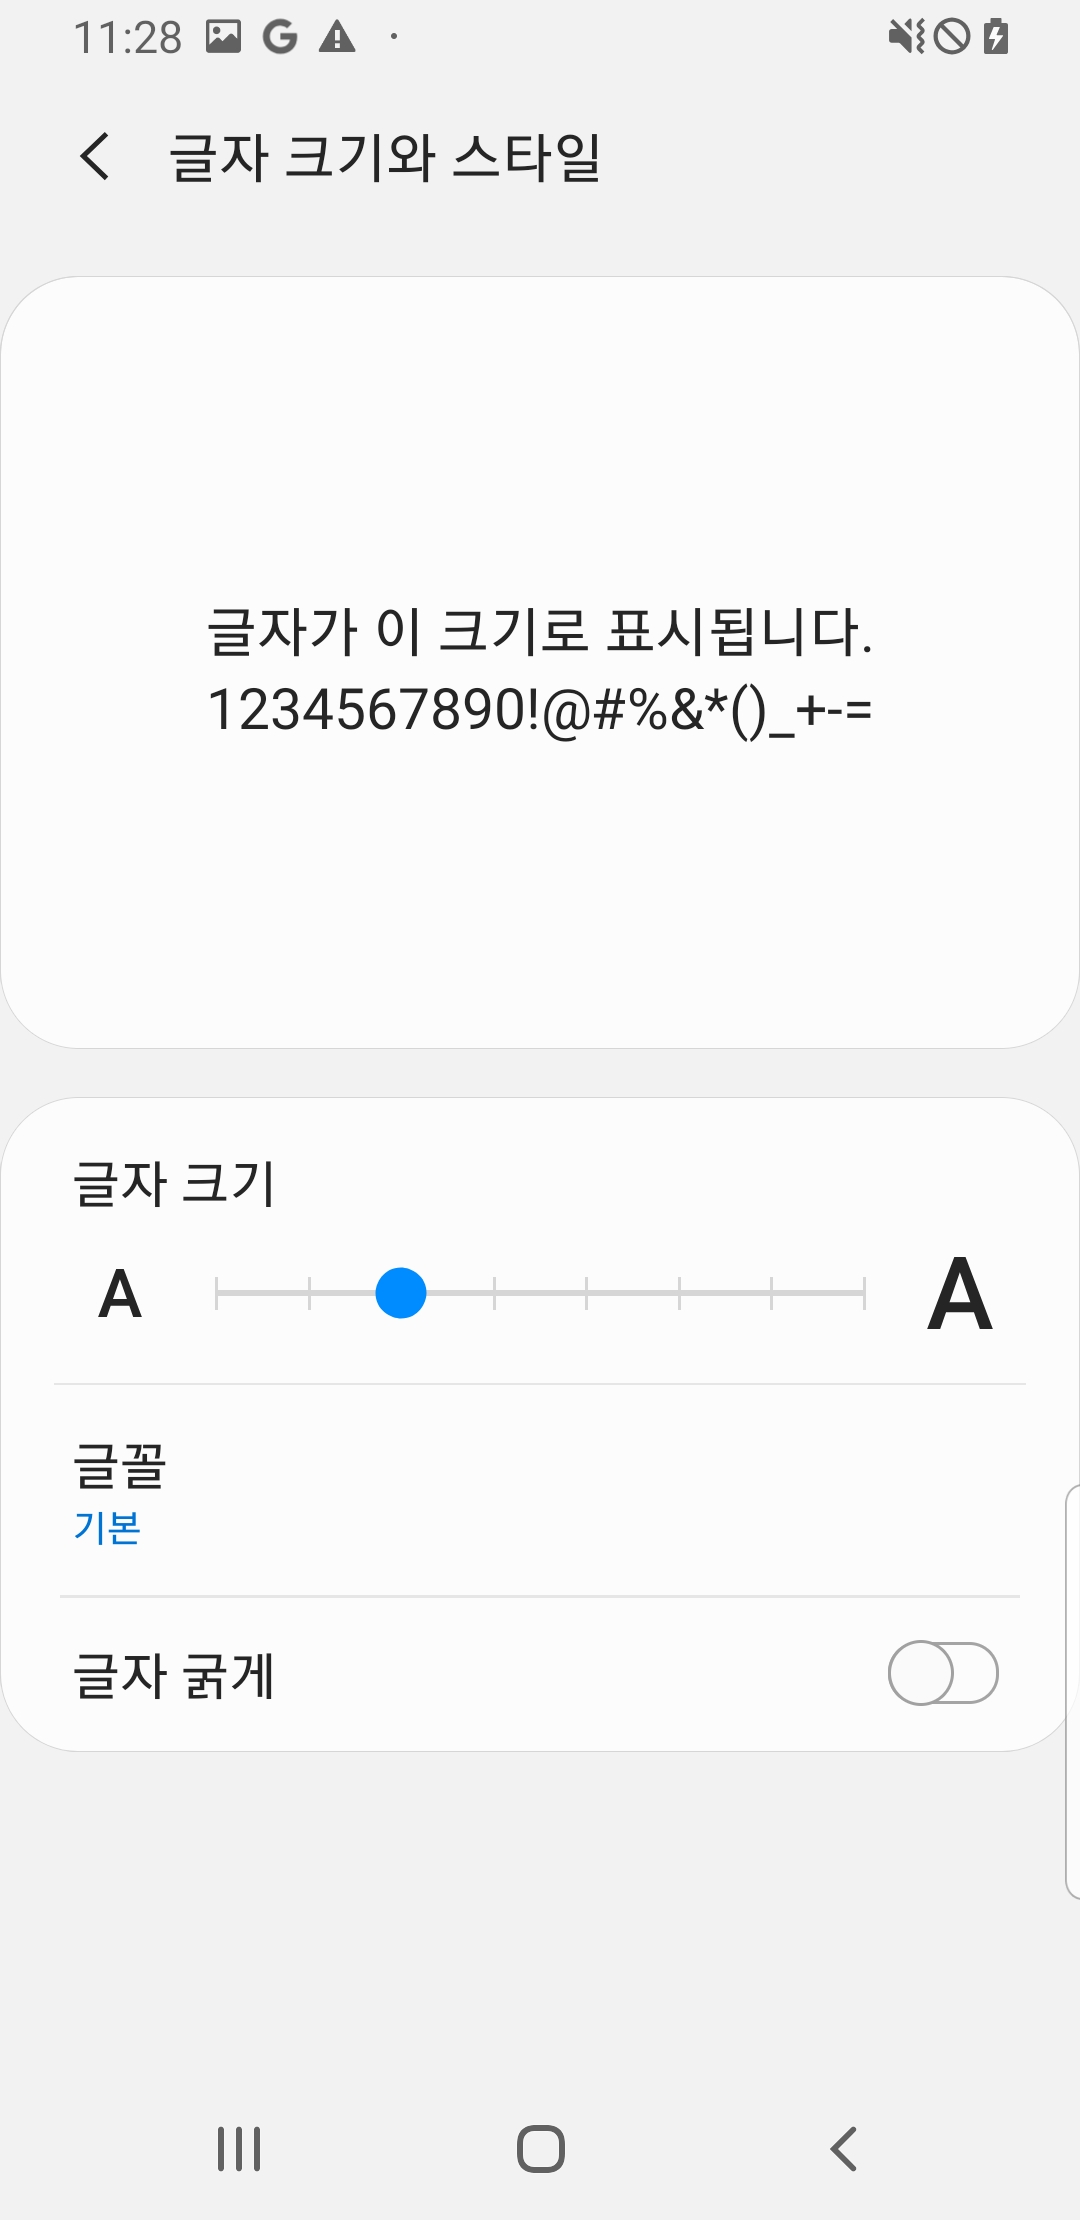 11:28
글자 크기와 스타일
글자가 이 크기로 표시됩니다.
1234567890!@#%&*()_+-=
글자 크기
A A
글꼴
기본
글자 굵게